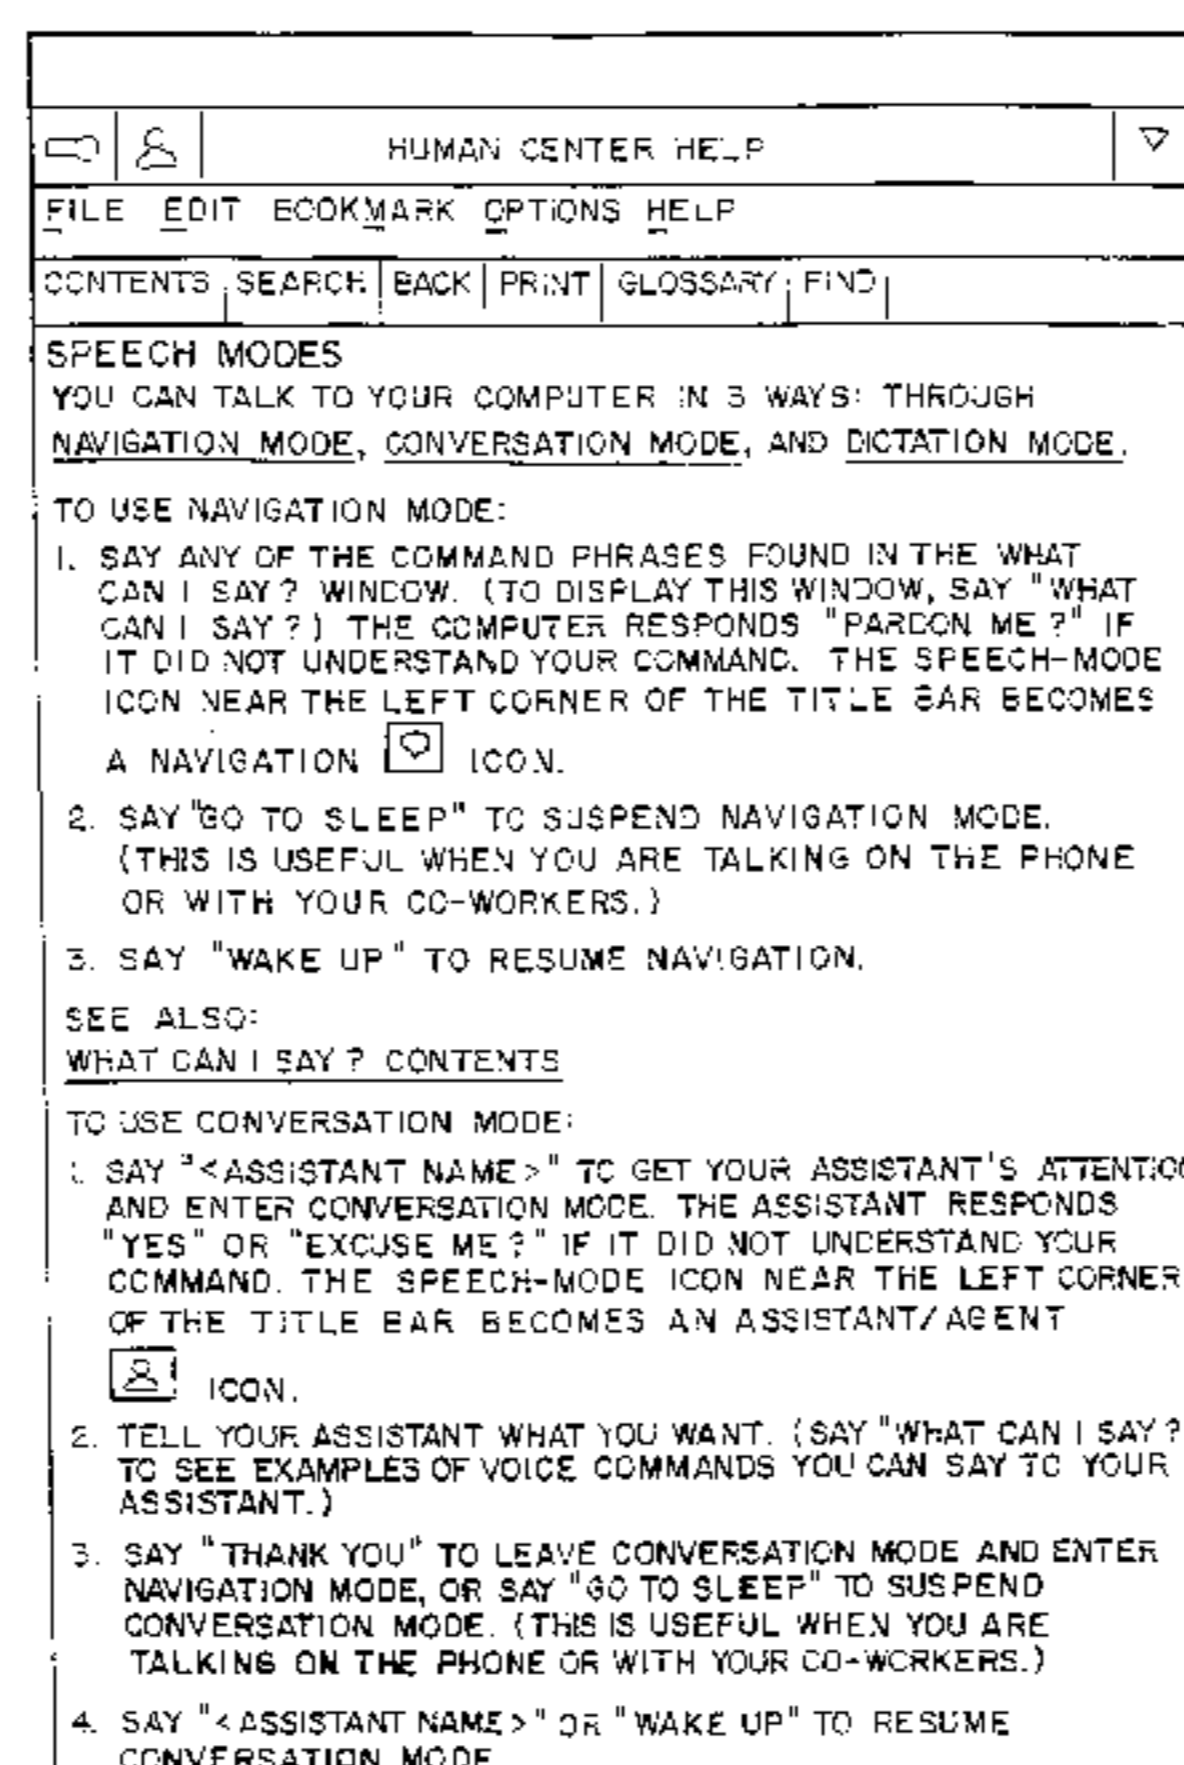 HUMAN CENTER HELP
FILE EDIT BOOKMARK OPTIONS HELP
CONTENTS SEARCH BACK PRINT GLOSSARY FIND
SPEECH MODES
YOU CAN TALK TO YOUR COMPUTER IN 3 WAYS: THROUGH
NAVIGATION MODE, CONVERSATION MODE, AND DICTATION MODE.
TO USE NAVIGATION MODE:
1. SAY ANY OF THE COMMAND PHRASES FOUND IN THE WHAT
CAN I SAY? WINDOW. (TO DISPLAY THIS WINDOW, SAY "WHAT
CAN I SAY?) THE COMPUTER RESPONDS "PARDON ME?" IF
IT DID NOT UNDERSTAND YOUR COMMAND. THE SPEECH-MODE
ICON NEAR THE LEFT CORNER OF THE TITLE BAR BECOMES
A NAVIGATION ICON.
2. SAY "GO TO SLEEP" TO SUSPEND NAVIGATION MODE.
(THIS IS USEFUL WHEN YOU ARE TALKING ON THE PHONE
OR WITH YOUR CO-WORKERS.)
3. SAY "WAKE UP" TO RESUME NAVIGATION.
SEE ALSO:
WHAT CAN I SAY? CONTENTS
TO USE CONVERSATION MODE:
1. SAY "<ASSISTANT NAME>" TO GET YOUR ASSISTANT'S ATTENTIO
AND ENTER CONVERSATION MODE. THE ASSISTANT RESPONDS
"YES" OR "EXCUSE ME?" IF IT DID NOT UNDERSTAND YOUR
COMMAND. THE SPEECH-MODE ICON NEAR THE LEFT CORNER
OF THE TITLE BAR BECOMES AN ASSISTANT/AGENT
ICON.
2. TELL YOUR ASSISTANT WHAT YOU WANT. (SAY "WHAT CAN I SAY?
TO SEE EXAMPLES OF VOICE COMMANDS YOU CAN SAY TO YOUR
ASSISTANT.)
3. SAY "THANK YOU" TO LEAVE CONVERSATION MODE AND ENTER
NAVIGATION MODE, OR SAY "GO TO SLEEP" TO SUSPEND
CONVERSATION MODE. (THIS IS USEFUL WHEN YOU ARE
TALKING ON THE PHONE OR WITH YOUR CO-WORKERS.)
4. SAY "<ASSISTANT NAME>" OR "WAKE UP" TO RESUME
CONVERSATION MODE